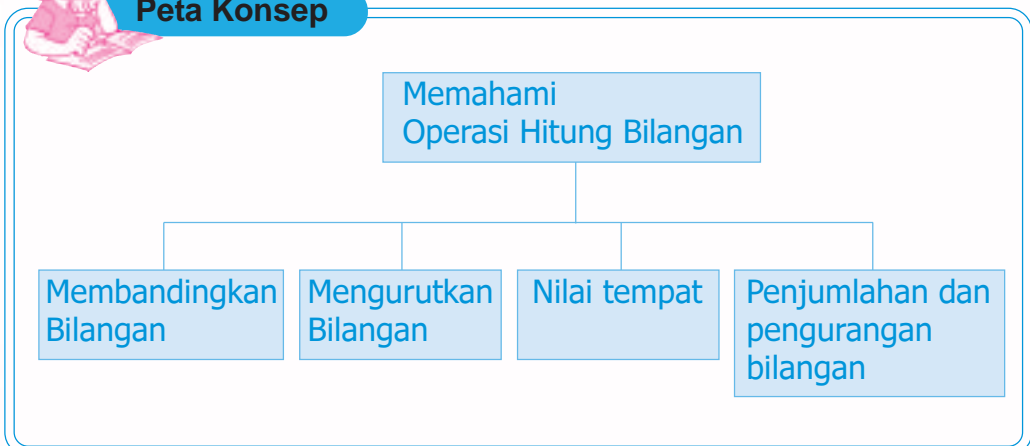 Peta Konsep
Memahami
Operasi Hitung Bilangan
Membandingkan
Bilangan
Mengurutkan
Bilangan
Nilai tempat
Penjumlahan dan
pengurangan
bilangan